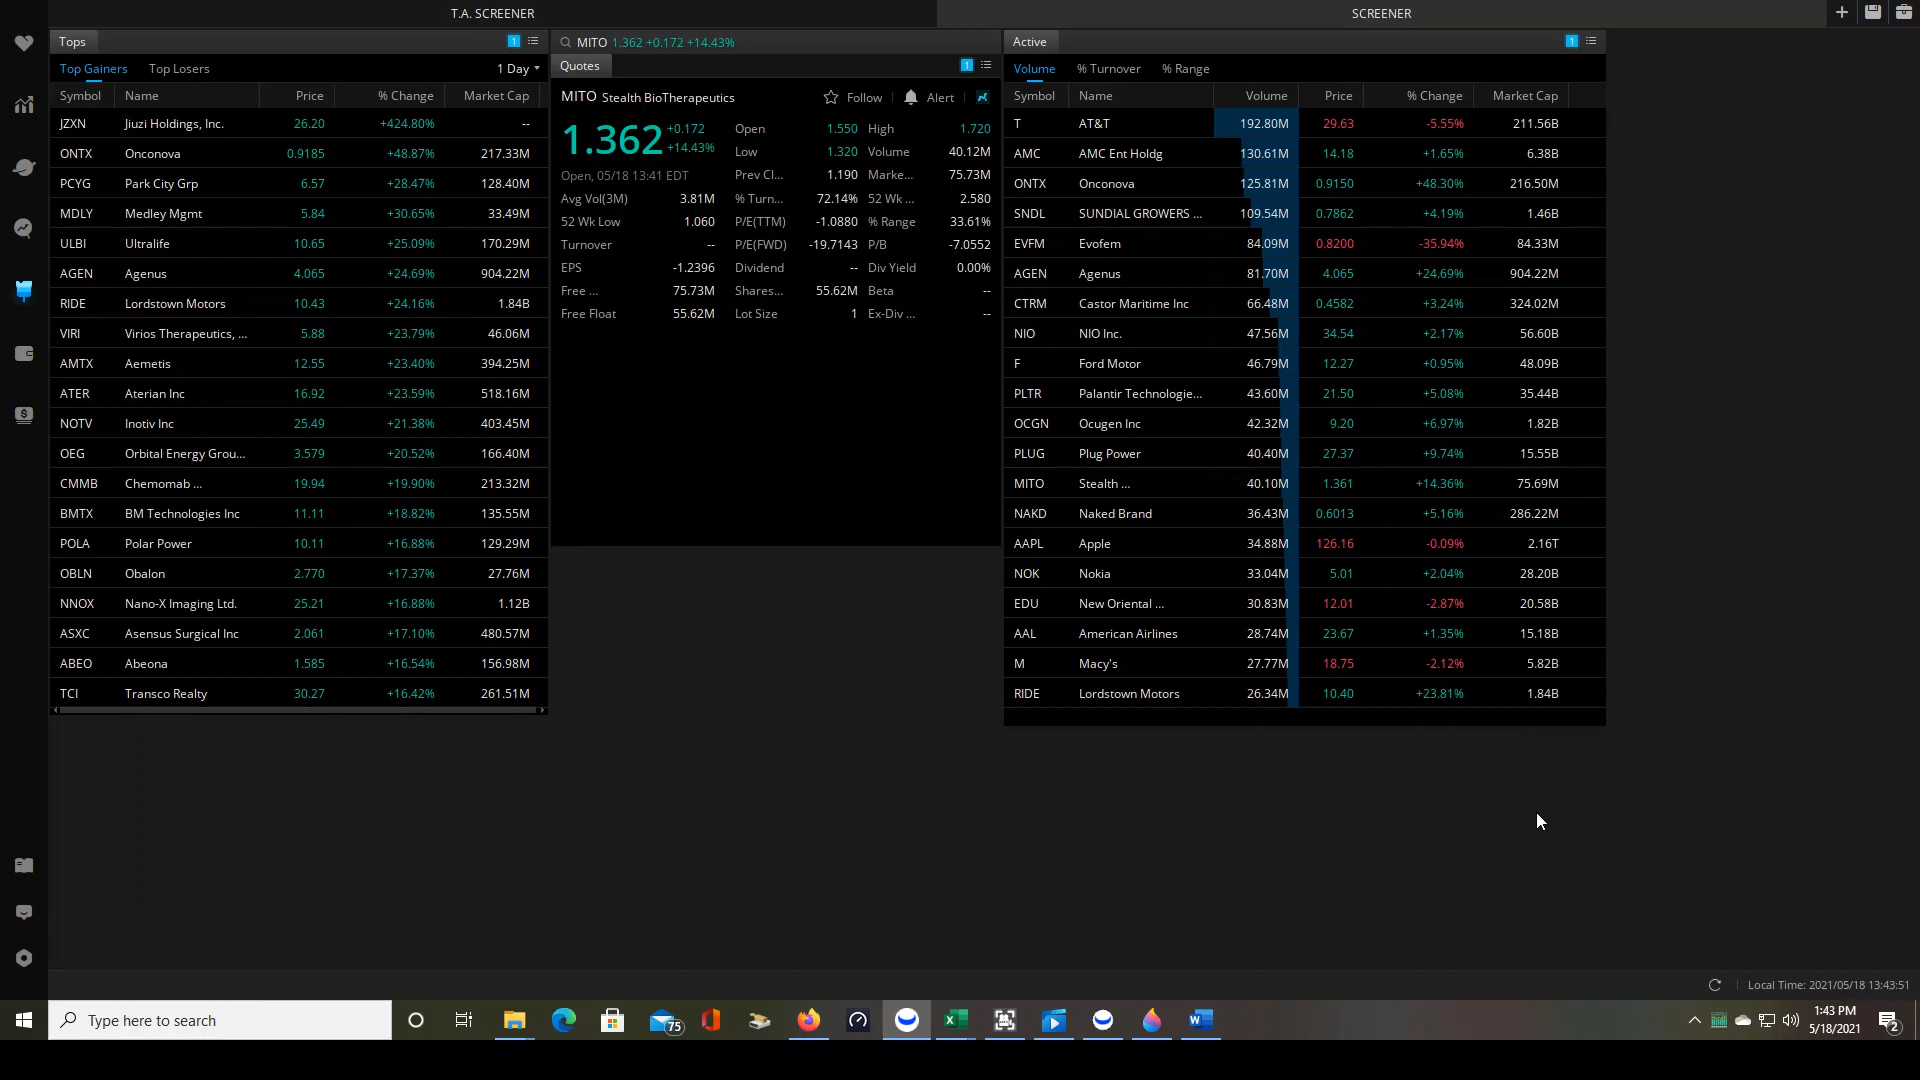 T.A. SCREENER
SCREENER
Tops 1
Top Gainers Top Losers 1 Day
Symbol Name Price % Change Market Cap
JZXN Jiuzi Holdings, Inc. 26.20 +424.80% --
ONTX Onconova 0.9185 +48.87% 217.33M
PCYG Park City Grp 6.57 +28.47% 128.40M
MDLY Medley Mgmt 5.84 +30.65% 33.49M
ULBI Ultralife 10.65 +25.09% 170.29M
AGEN Agenus 4.065 +24.69% 904.22M
RIDE Lordstown Motors 10.43 +24.16% 1.84B
VIRI Virios Therapeutics, ... 5.88 +23.79% 46.06M
AMTX Aemetis 12.55 +23.40% 394.25M
ATER Aterian Inc 16.92 +23.59% 518.16M
NOTV Inotiv Inc 25.49 +21.38% 403.45M
OEG Orbital Energy Grou... 3.579 +20.52% 166.40M
CMMB Chemomab ... 19.94 +19.90% 213.32M
BMTX BM Technologies Inc 11.11 +18.82% 135.55M
POLA Polar Power 10.11 +16.88% 129.29M
OBLN Obalon 2.770 +17.37% 27.76M
NNOX Nano-X Imaging Ltd. 25.21 +16.88% 1.12B
ASXC Asensus Surgical Inc 2.061 +17.10% 480.57M
ABEO Abeona 1.585 +16.54% 156.98M
TCI Transco Realty 30.27 +16.42% 261.51M
MITO 1.362 +0.172 +14.43%
Quotes 1
MITO Stealth BioTherapeutics Follow Alert
1.362 +0.172 +14.43%
Open 1.550 High 1.720
Low 1.320 Volume 40.12M
Open, 05/18 13:41 EDT Prev Cl... 1.190 Marke... 75.73M
Avg Vol(3M) 3.81M % Turn... 72.14% 52 Wk ... 2.580
52 Wk Low 1.060 P/E(TTM) -1.0880 % Range 33.61%
Turnover -- P/E(FWD) -19.7143 P/B -7.0552
EPS -1.2396 Dividend -- Div Yield 0.00%
Free ... 75.73M Shares... 55.62M Beta --
Free Float 55.62M Lot Size 1 Ex-Div ... --
Active 1
Volume % Turnover % Range
Symbol Name Volume Price % Change Market Cap
T AT&T 192.80M 29.63 -5.55% 211.56B
AMC AMC Ent Holdg 130.61M 14.18 +1.65% 6.38B
ONTX Onconova 125.81M 0.9150 +48.30% 216.50M
SNDL SUNDIAL GROWERS ... 109.54M 0.7862 +4.19% 1.46B
EVFM Evofem 84.09M 0.8200 -35.94% 84.33M
AGEN Agenus 81.70M 4.065 +24.69% 904.22M
CTRM Castor Maritime Inc 66.48M 0.4582 +3.24% 324.02M
NIO NIO Inc. 47.56M 34.54 +2.17% 56.60B
F Ford Motor 46.79M 12.27 +0.95% 48.09B
PLTR Palantir Technologie... 43.60M 21.50 +5.08% 35.44B
OCGN Ocugen Inc 42.32M 9.20 +6.97% 1.82B
PLUG Plug Power 40.40M 27.37 +9.74% 15.55B
MITO Stealth ... 40.10M 1.361 +14.36% 75.69M
NAKD Naked Brand 36.43M 0.6013 +5.16% 286.22M
AAPL Apple 34.88M 126.16 -0.09% 2.16T
NOK Nokia 33.04M 5.01 +2.04% 28.20B
EDU New Oriental ... 30.83M 12.01 -2.87% 20.58B
AAL American Airlines 28.74M 23.67 +1.35% 15.18B
M Macy's 27.77M 18.75 -2.12% 5.82B
RIDE Lordstown Motors 26.34M 10.40 +23.81% 1.84B
Local Time: 2021/05/18 13:43:51
Type here to search
75
1:43 PM
5/18/2021
2